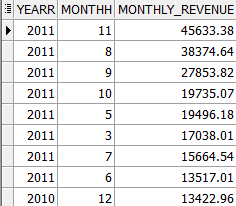 YEARR MONTHH MONTHLY_REVENUE
2011 11 45633.38
2011 8 38374.64
2011 9 27853.82
2011 10 19735.07
2011 5 19496.18
2011 3 17038.01
2011 7 15664.54
2011 6 13517.01
2010 12 13422.96